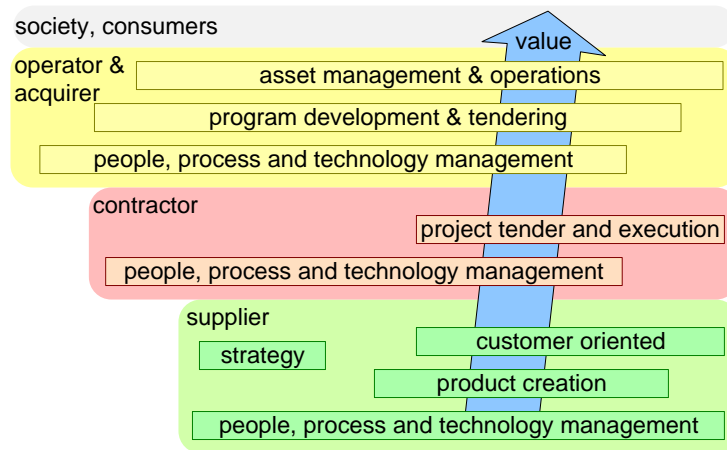 society, consumers
value
operator &
acquirer
asset management & operations
program development & tendering
people, process and technology management
contractor
project tender and execution
people, process and technology management
supplier
customer oriented
strategy
product creation
people, process and technology management